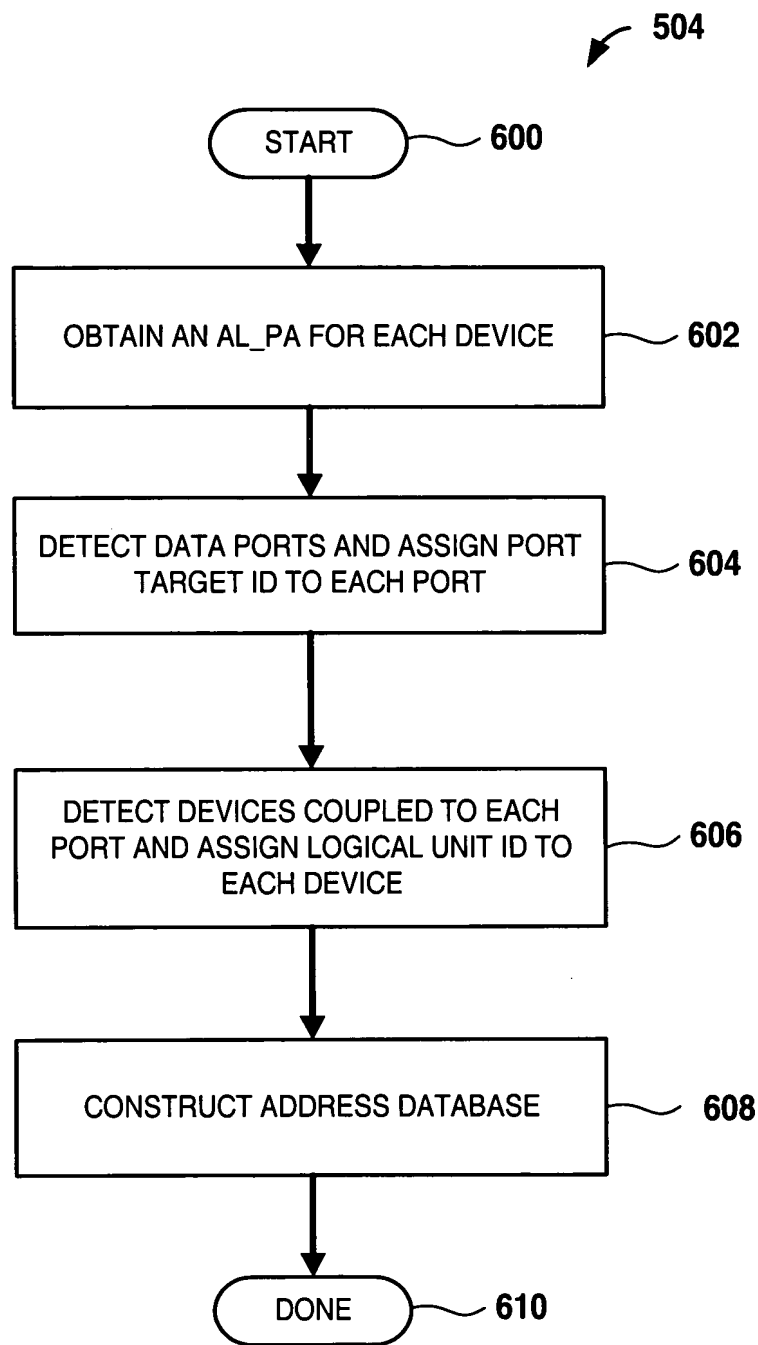 504
START
600
OBTAIN AN AL_PA FOR EACH DEVICE
602
DETECT DATA PORTS AND ASSIGN PORT
TARGET ID TO EACH PORT
604
DETECT DEVICES COUPLED TO EACH
PORT AND ASSIGN LOGICAL UNIT ID TO
EACH DEVICE
606
CONSTRUCT ADDRESS DATABASE
608
DONE
610